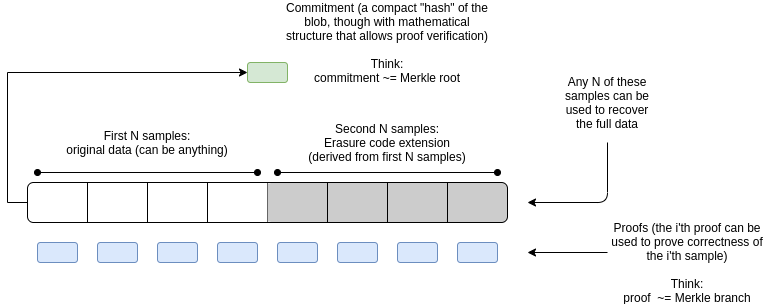 Commitment (a compact "hash" of the
blob, though with mathematical
structure that allows proof verification)
Think:
commitment ~= Merkle root
Any N of these
samples can be
used to recover
the full data
First N samples:
original data (can be anything)
Second N samples:
Erasure code extension
(derived from first N samples)
Proofs (the i'th proof can be
used to prove correctness of
the i'th sample)
Think:
proof ~= Merkle branch